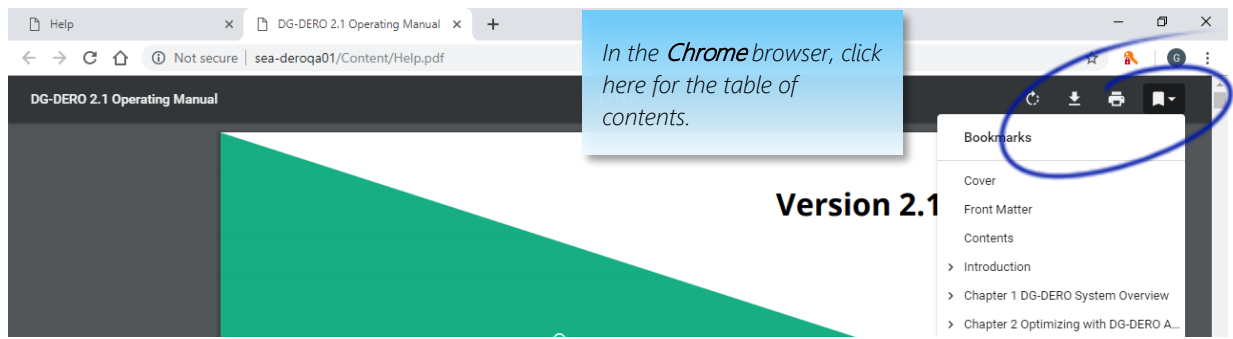 Help
DG-DERO 2.1 Operating Manual
Not secure | sea-deroqa01/Content/Help.pdf
G
DG-DERO 2.1 Operating Manual
In the Chrome browser, click
here for the table of
contents.
Bookmarks
Cover
Version 2.1
Front Matter
Contents
Introduction
Chapter 1 DG-DERO System Overview
Chapter 2 Optimizing with DG-DERO A...